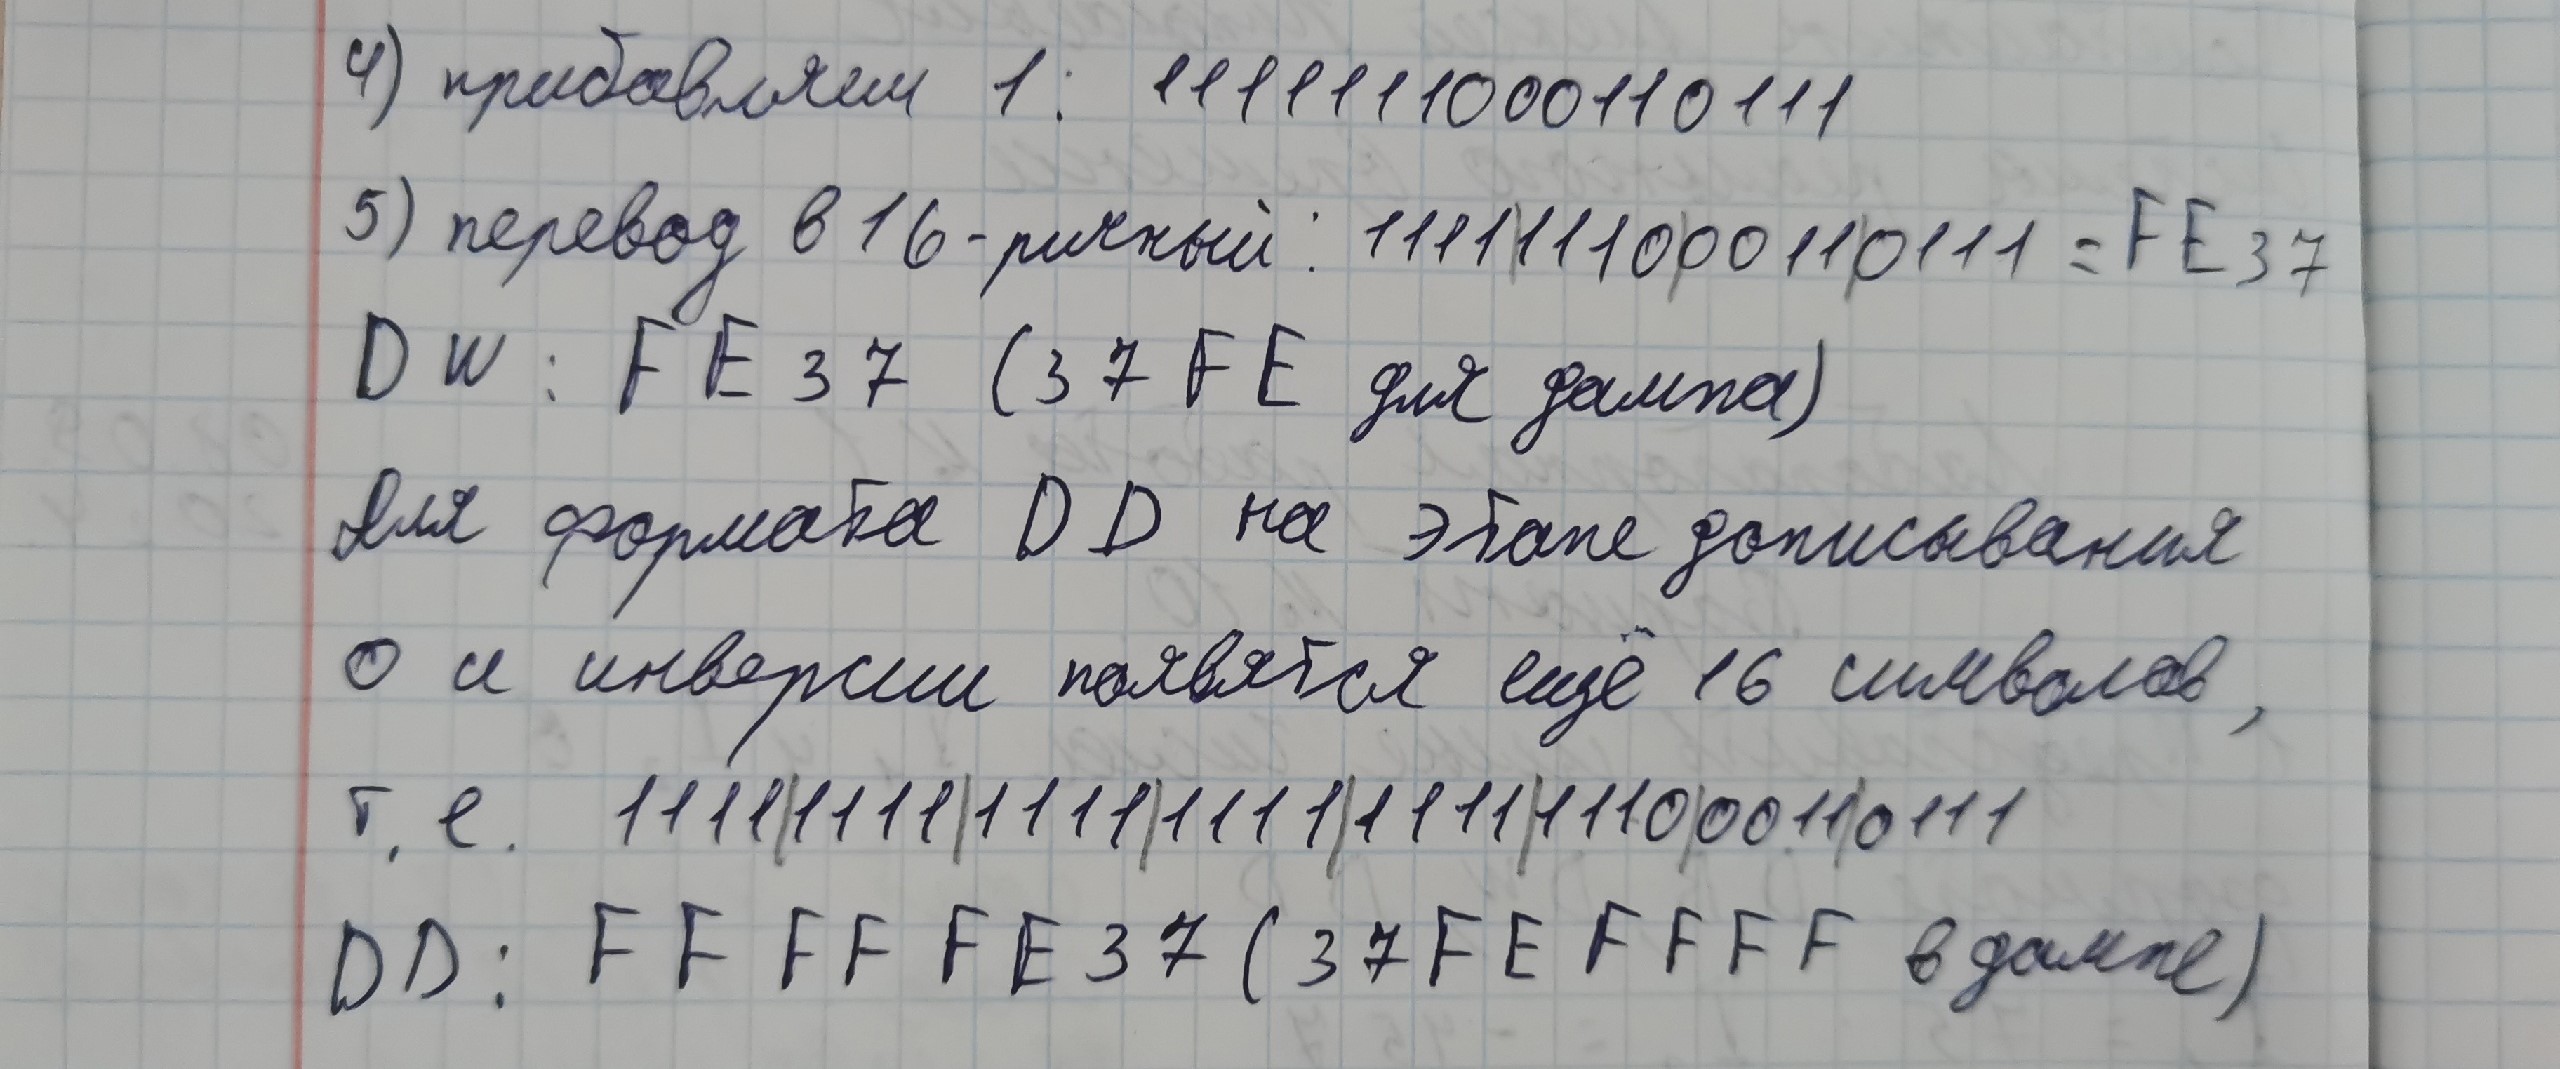 4) прибавляем 1: 1111111000110111
5) перевод в 16-ричный: 1111|1110|0011|0111 = FE37
DW: FE37 (37FE для дампа)
Для формата DD на этапе дописывания
0 и инверсии появятся ещё 16 символов,
т.е. 1111|1111|1111|1111|1111|1110|0011|0111
DD: FFFFFE37 (37FEFFFF в дампе)